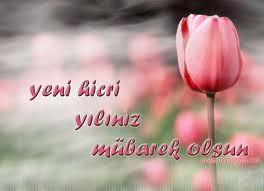 yeni hicri
yılınız
mübarek olsun